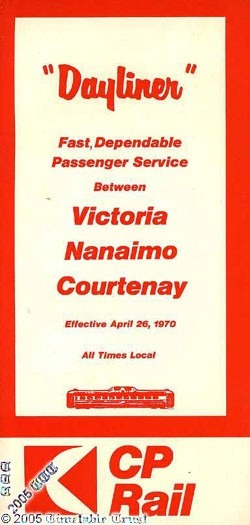 "Dayliner"
Fast, Dependable
Passenger Service
Between
Victoria
Nanaimo
Courtenay
Effective April 26, 1970
All Times Local
CP
Rail
©2005 Timetable Trust